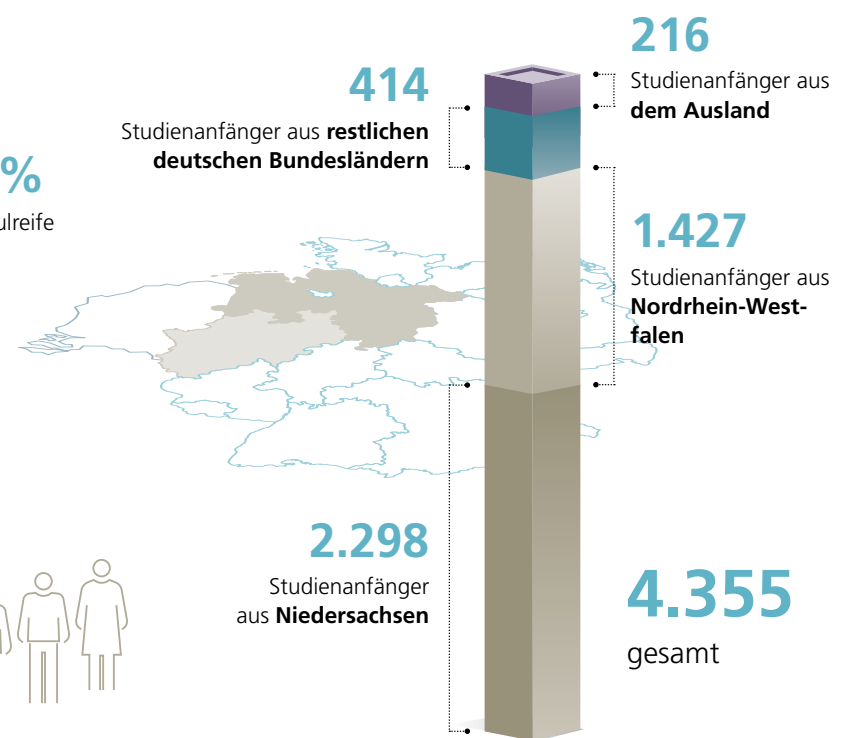 216
Studienanfänger aus
dem Ausland
414
Studienanfänger aus restlichen
deutschen Bundesländern
%
ulreife
1.427
Studienanfänger aus
Nordrhein-West-
falen
2.298
Studienanfänger
aus Niedersachsen
4.355
gesamt